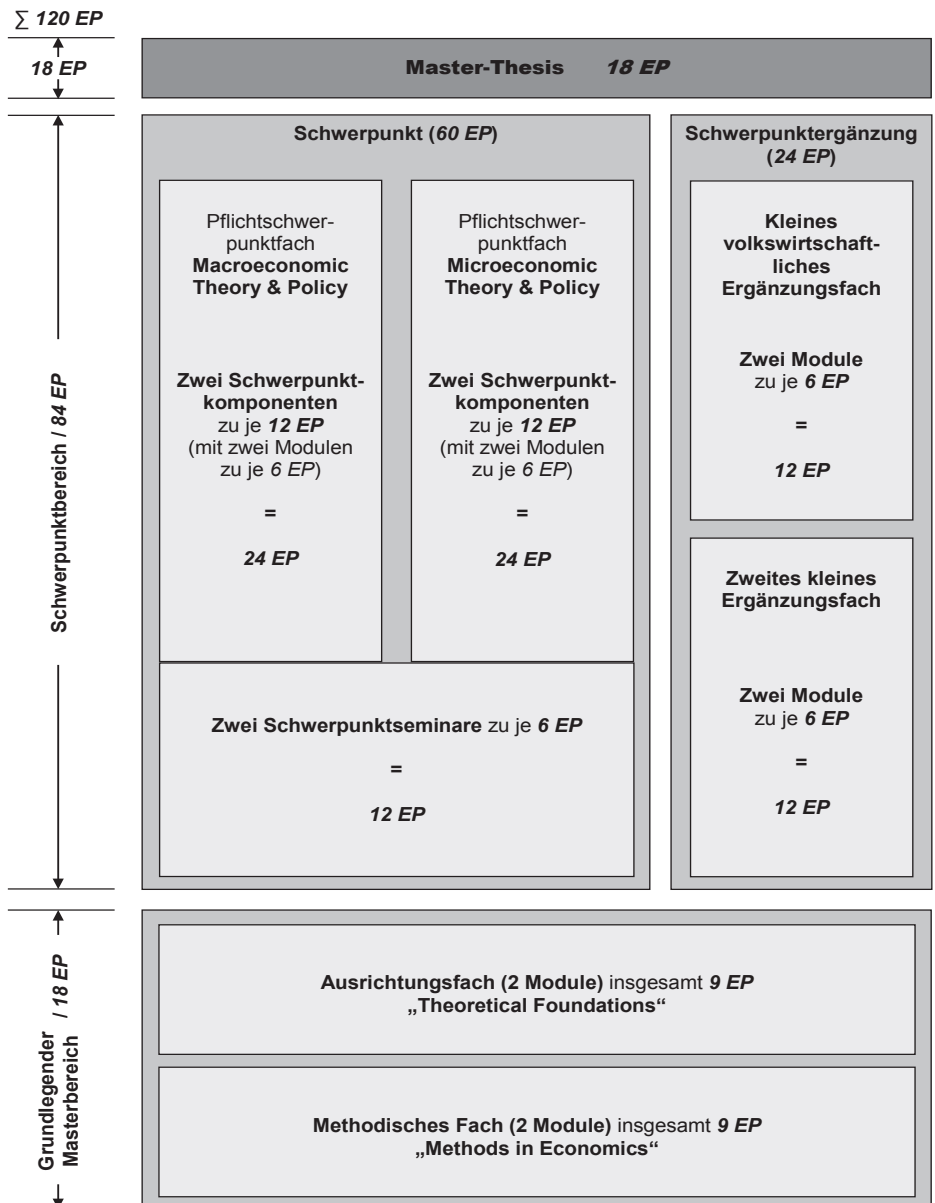 ∑ 120 EP
18 EP
Master-Thesis 18 EP
Schwerpunktbereich / 84 EP
Schwerpunkt (60 EP)
Pflichtschwer-
punktfach
Macroeconomic
Theory & Policy
Zwei Schwerpunkt-
komponenten
zu je 12 EP
(mit zwei Modulen
zu je 6 EP)
=
24 EP
Pflichtschwer-
punktfach
Microeconomic
Theory & Policy
Zwei Schwerpunkt-
komponenten
zu je 12 EP
(mit zwei Modulen
zu je 6 EP)
=
24 EP
Zwei Schwerpunktseminare zu je 6 EP
=
12 EP
Schwerpunktergänzung
(24 EP)
Kleines
volkswirtschaft-
liches
Ergänzungsfach
Zwei Module
zu je 6 EP
=
12 EP
Zweites kleines
Ergänzungsfach
Zwei Module
zu je 6 EP
=
12 EP
Grundlegender
Masterbereich / 18 EP
Ausrichtungsfach (2 Module) insgesamt 9 EP
„Theoretical Foundations“
Methodisches Fach (2 Module) insgesamt 9 EP
„Methods in Economics“